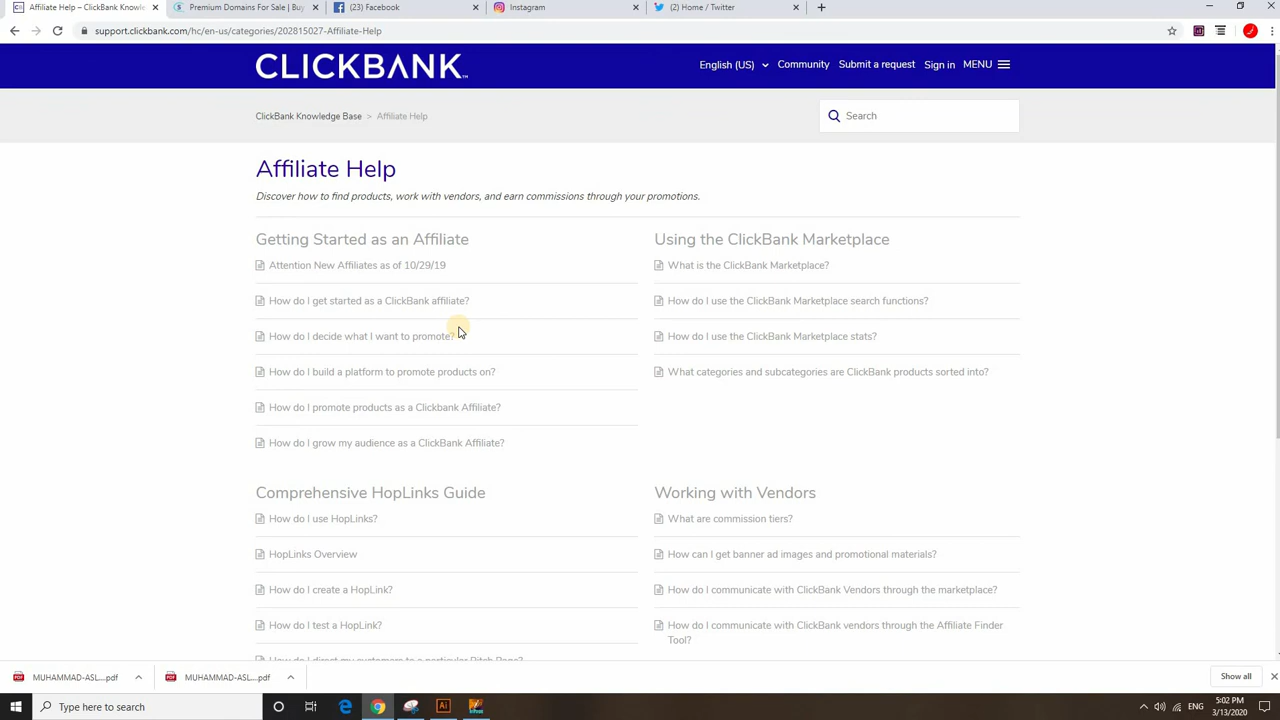 Affiliate Help – ClickBank Knowle
Premium Domains For Sale | Buy
(23) Facebook
Instagram
(2) Home / Twitter
support.clickbank.com/hc/en-us/categories/202815027-Affiliate-Help
CLICKBANK
English (US)
Community
Submit a request
Sign in
MENU
ClickBank Knowledge Base > Affiliate Help
Search
Affiliate Help
Discover how to find products, work with vendors, and earn commissions through your promotions.
Getting Started as an Affiliate
Attention New Affiliates as of 10/29/19
How do I get started as a ClickBank affiliate?
How do I decide what I want to promote?
How do I build a platform to promote products on?
How do I promote products as a Clickbank Affiliate?
How do I grow my audience as a ClickBank Affiliate?
Using the ClickBank Marketplace
What is the ClickBank Marketplace?
How do I use the ClickBank Marketplace search functions?
How do I use the ClickBank Marketplace stats?
What categories and subcategories are ClickBank products sorted into?
Comprehensive HopLinks Guide
How do I use HopLinks?
HopLinks Overview
How do I create a HopLink?
How do I test a HopLink?
How do I direct my customers to a particular Pitch Page?
Working with Vendors
What are commission tiers?
How can I get banner ad images and promotional materials?
How do I communicate with ClickBank Vendors through the marketplace?
How do I communicate with ClickBank vendors through the Affiliate Finder
Tool?
MUHAMMAD-ASL....pdf
MUHAMMAD-ASL....pdf
Show all
Type here to search
Ai
ENG
5:02 PM
3/13/2020